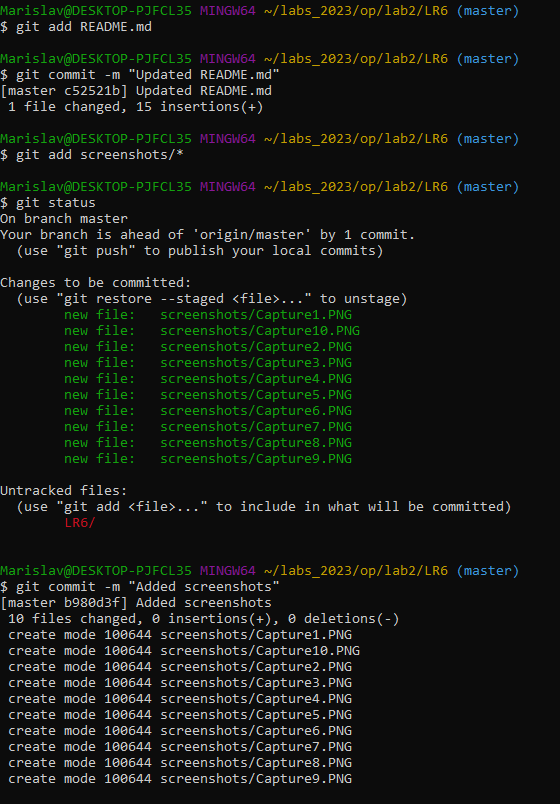 Marislav@DESKTOP-PJFCL35 MINGW64 ~/labs_2023/op/lab2/LR6 (master)
$ git add README.md
Marislav@DESKTOP-PJFCL35 MINGW64 ~/labs_2023/op/lab2/LR6 (master)
$ git commit -m "Updated README.md"
[master c52521b] Updated README.md
 1 file changed, 15 insertions(+)
Marislav@DESKTOP-PJFCL35 MINGW64 ~/labs_2023/op/lab2/LR6 (master)
$ git add screenshots/*
Marislav@DESKTOP-PJFCL35 MINGW64 ~/labs_2023/op/lab2/LR6 (master)
$ git status
On branch master
Your branch is ahead of 'origin/master' by 1 commit.
  (use "git push" to publish your local commits)
Changes to be committed:
  (use "git restore --staged <file>..." to unstage)
        new file:   screenshots/Capture1.PNG
        new file:   screenshots/Capture10.PNG
        new file:   screenshots/Capture2.PNG
        new file:   screenshots/Capture3.PNG
        new file:   screenshots/Capture4.PNG
        new file:   screenshots/Capture5.PNG
        new file:   screenshots/Capture6.PNG
        new file:   screenshots/Capture7.PNG
        new file:   screenshots/Capture8.PNG
        new file:   screenshots/Capture9.PNG
Untracked files:
  (use "git add <file>..." to include in what will be committed)
        LR6/
Marislav@DESKTOP-PJFCL35 MINGW64 ~/labs_2023/op/lab2/LR6 (master)
$ git commit -m "Added screenshots"
[master b980d3f] Added screenshots
 10 files changed, 0 insertions(+), 0 deletions(-)
 create mode 100644 screenshots/Capture1.PNG
 create mode 100644 screenshots/Capture10.PNG
 create mode 100644 screenshots/Capture2.PNG
 create mode 100644 screenshots/Capture3.PNG
 create mode 100644 screenshots/Capture4.PNG
 create mode 100644 screenshots/Capture5.PNG
 create mode 100644 screenshots/Capture6.PNG
 create mode 100644 screenshots/Capture7.PNG
 create mode 100644 screenshots/Capture8.PNG
 create mode 100644 screenshots/Capture9.PNG